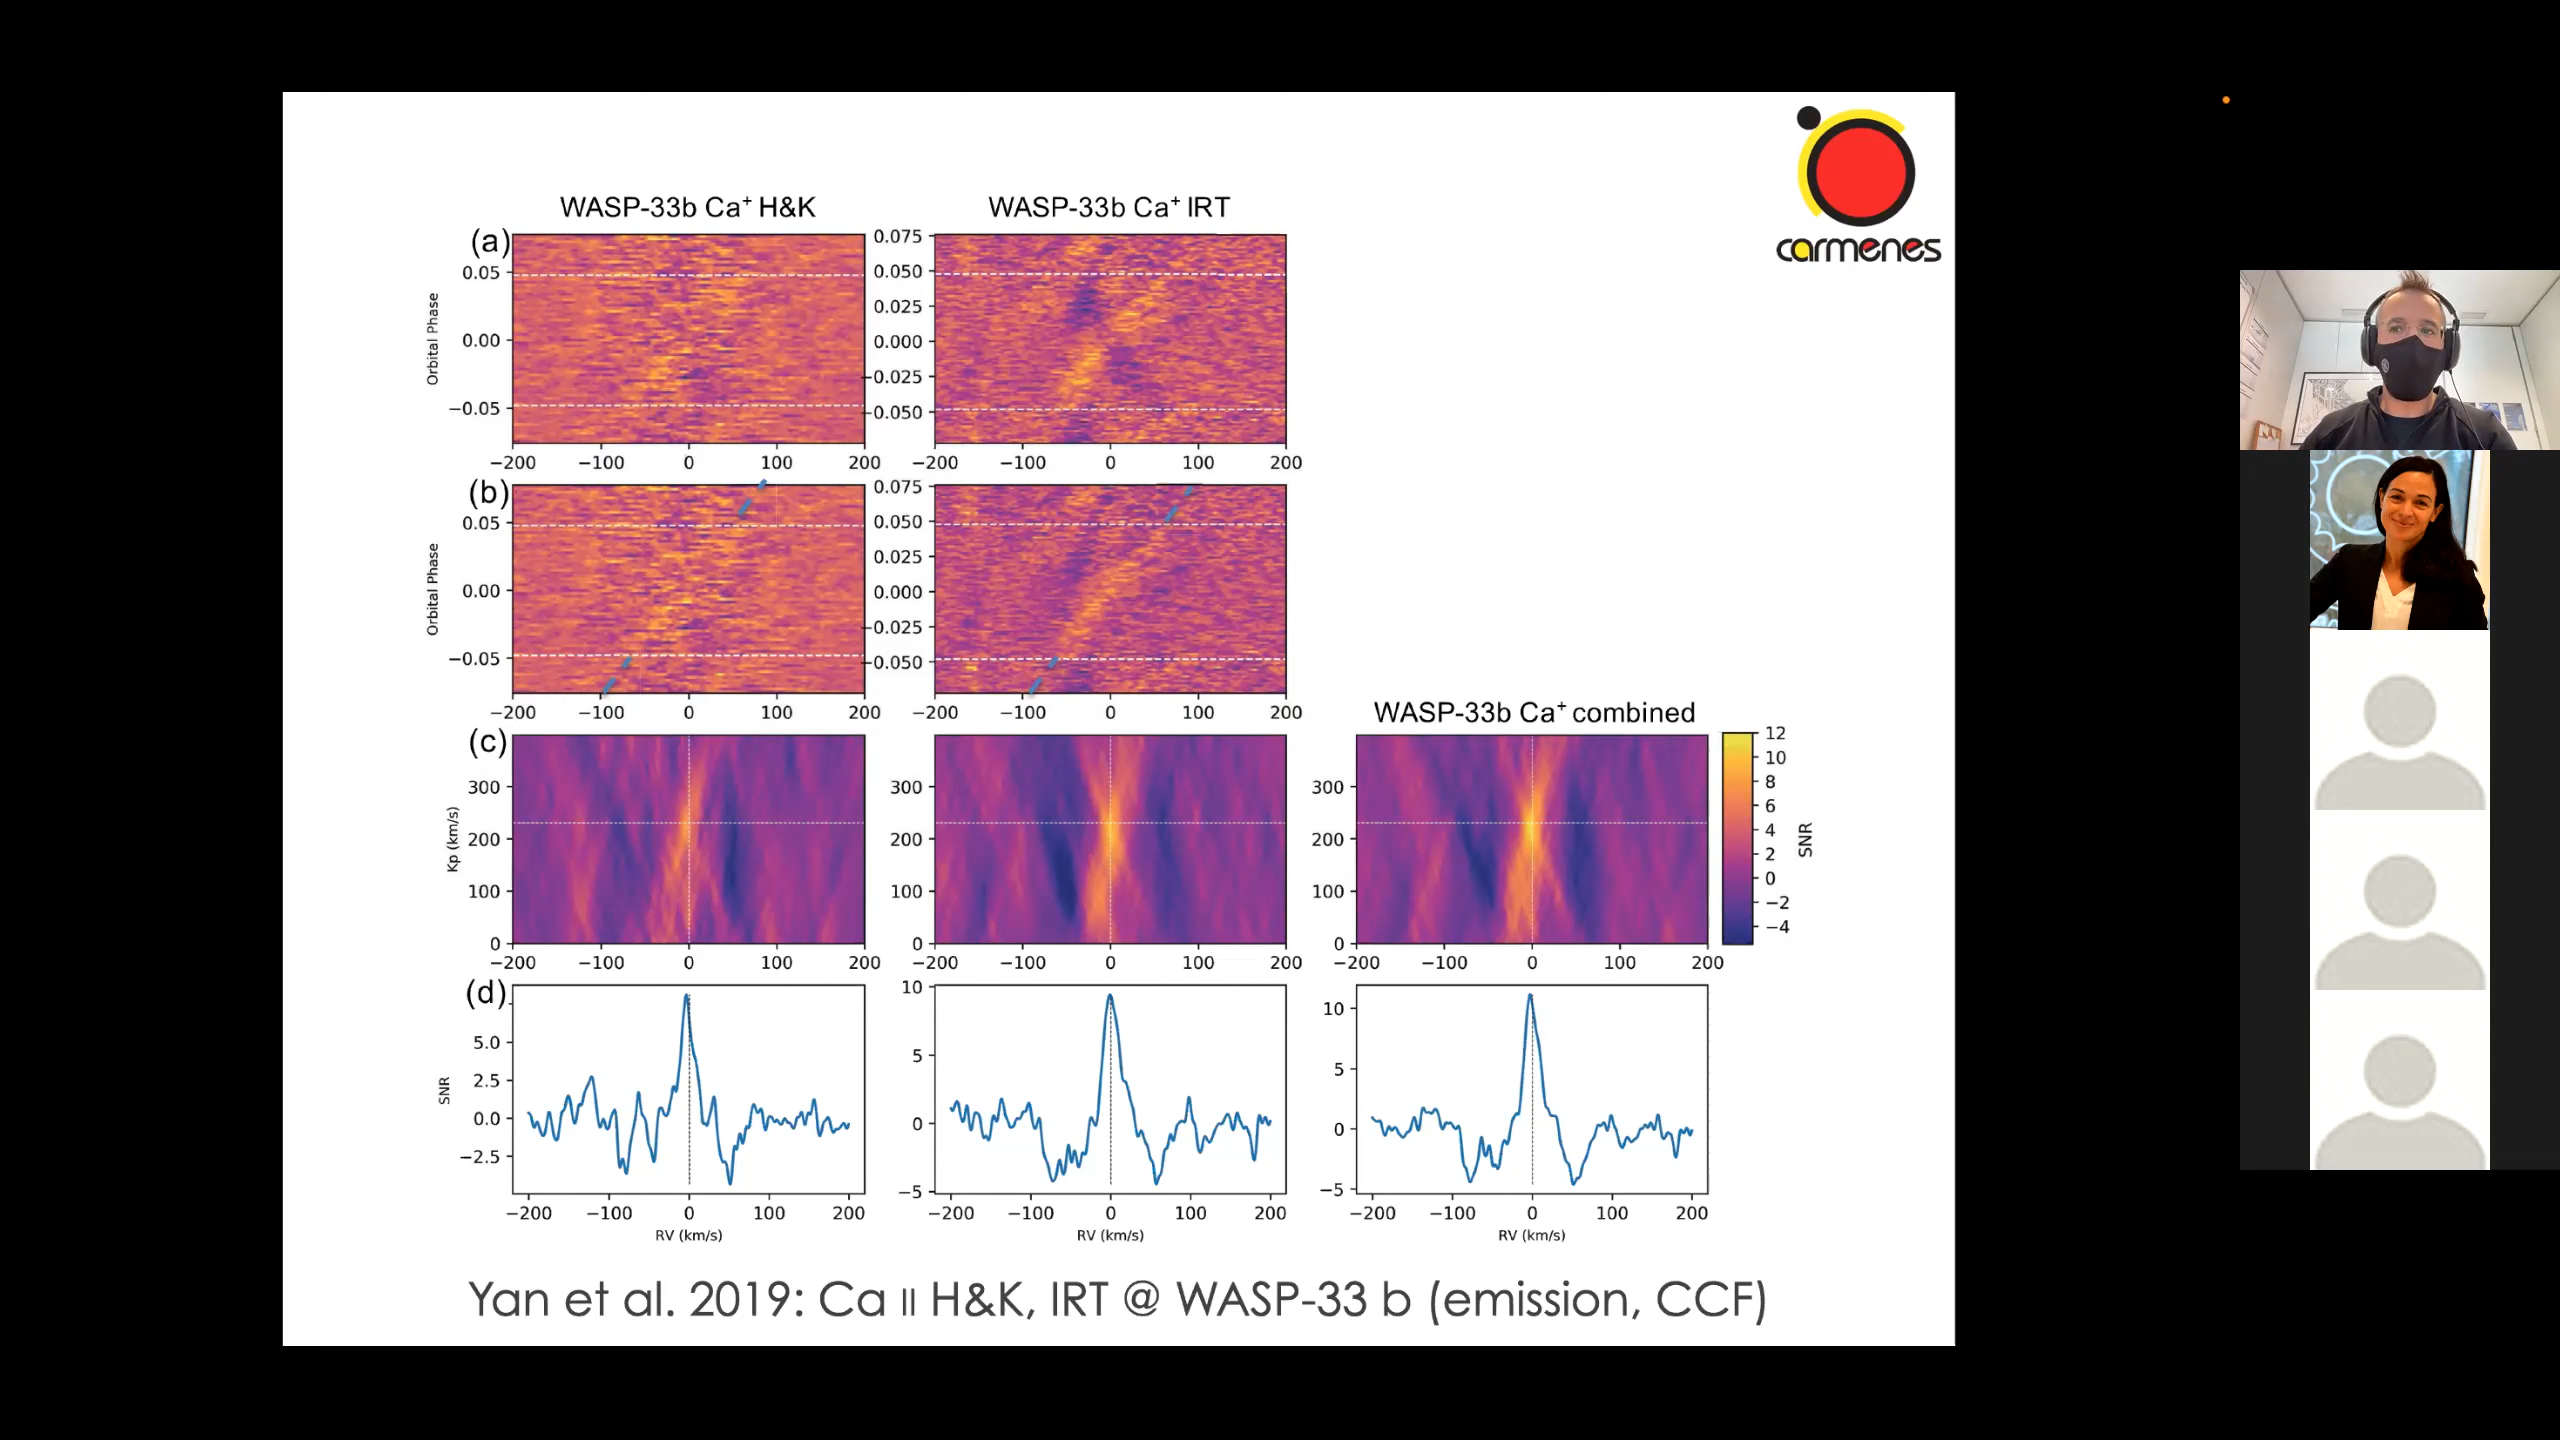 carmenes
WASP-33b Ca+ H&K
WASP-33b Ca+ IRT
(a)
Orbital Phase
0.05
0.00
−0.05
−200 −100 0 100 200
0.075
0.050
0.025
0.000
−0.025
−0.050
−200 −100 0 100 200
(b)
Orbital Phase
0.05
0.00
−0.05
−200 −100 0 100 200
0.075
0.050
0.025
0.000
−0.025
−0.050
−200 −100 0 100 200
WASP-33b Ca+ combined
(c)
Kp (km/s)
300
200
100
0
−200 −100 0 100 200
300
200
100
0
−200 −100 0 100 200
300
200
100
0
−200 −100 0 100 200
12
10
8
6
4
2
0
−2
−4
SNR
(d)
SNR
5.0
2.5
0.0
−2.5
−200 −100 0 100 200
RV (km/s)
10
5
0
−5
−200 −100 0 100 200
RV (km/s)
10
5
0
−5
−200 −100 0 100 200
RV (km/s)
Yan et al. 2019: Ca II H&K, IRT @ WASP-33 b (emission, CCF)